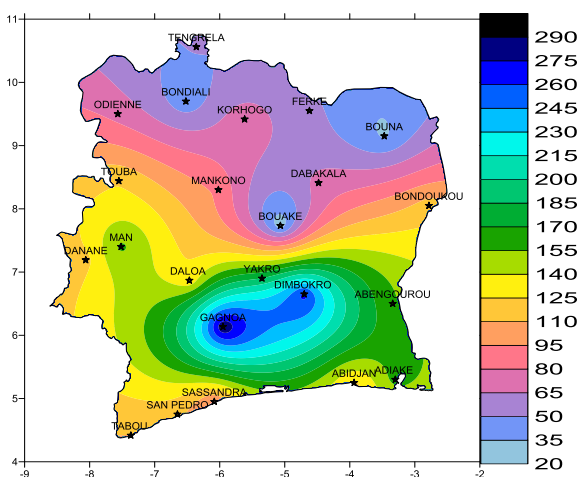 11
TENGRELA
290
275
10
BONDIALI
260
ODIENNE
KORHOGO
FERKE
245
BOUNA
230
9
215
TOUBA
MANKONO
DABAKALA
200
BONDOUKOU
185
8
BOUAKE
170
MAN
155
DANANE
140
7
DALOA
YAKRO
DIMBOKRO
125
ABENGOUROU
GAGNOA
110
6
95
80
ABIDJAN
ADIAKE
65
5
SASSANDRA
SAN PEDRO
50
TABOU
35
4
20
-9 -8 -7 -6 -5 -4 -3 -2